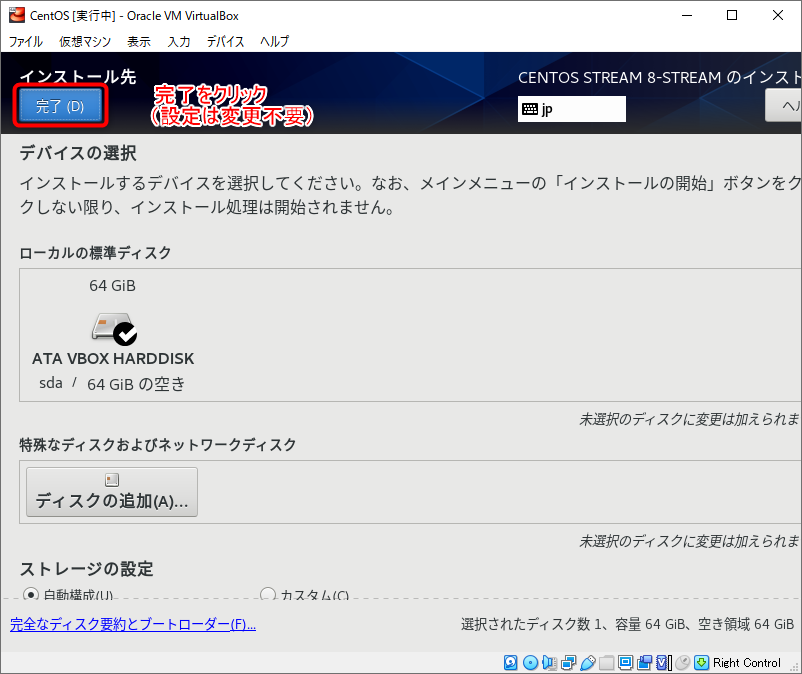 CentOS [実行中] - Oracle VM VirtualBox
ファイル 仮想マシン 表示 入力 デバイス ヘルプ
インストール先
CENTOS STREAM 8-STREAM のインスト
完了 (D)
完了をクリック
(設定は変更不要)
jp
ヘル
デバイスの選択
インストールするデバイスを選択してください。なお、メインメニューの「インストールの開始」ボタンをク
クしない限り、インストール処理は開始されません。
ローカルの標準ディスク
64 GiB
ATA VBOX HARDDISK
sda / 64 GiB の空き
未選択のディスクに変更は加えられま
特殊なディスクおよびネットワークディスク
ディスクの追加(A)...
未選択のディスクに変更は加えられま
ストレージの設定
自動構成(U) カスタム(C)
完全なディスク要約とブートローダー(F)... 選択されたディスク数 1、容量 64 GiB、空き領域 64 GiB
Right Control